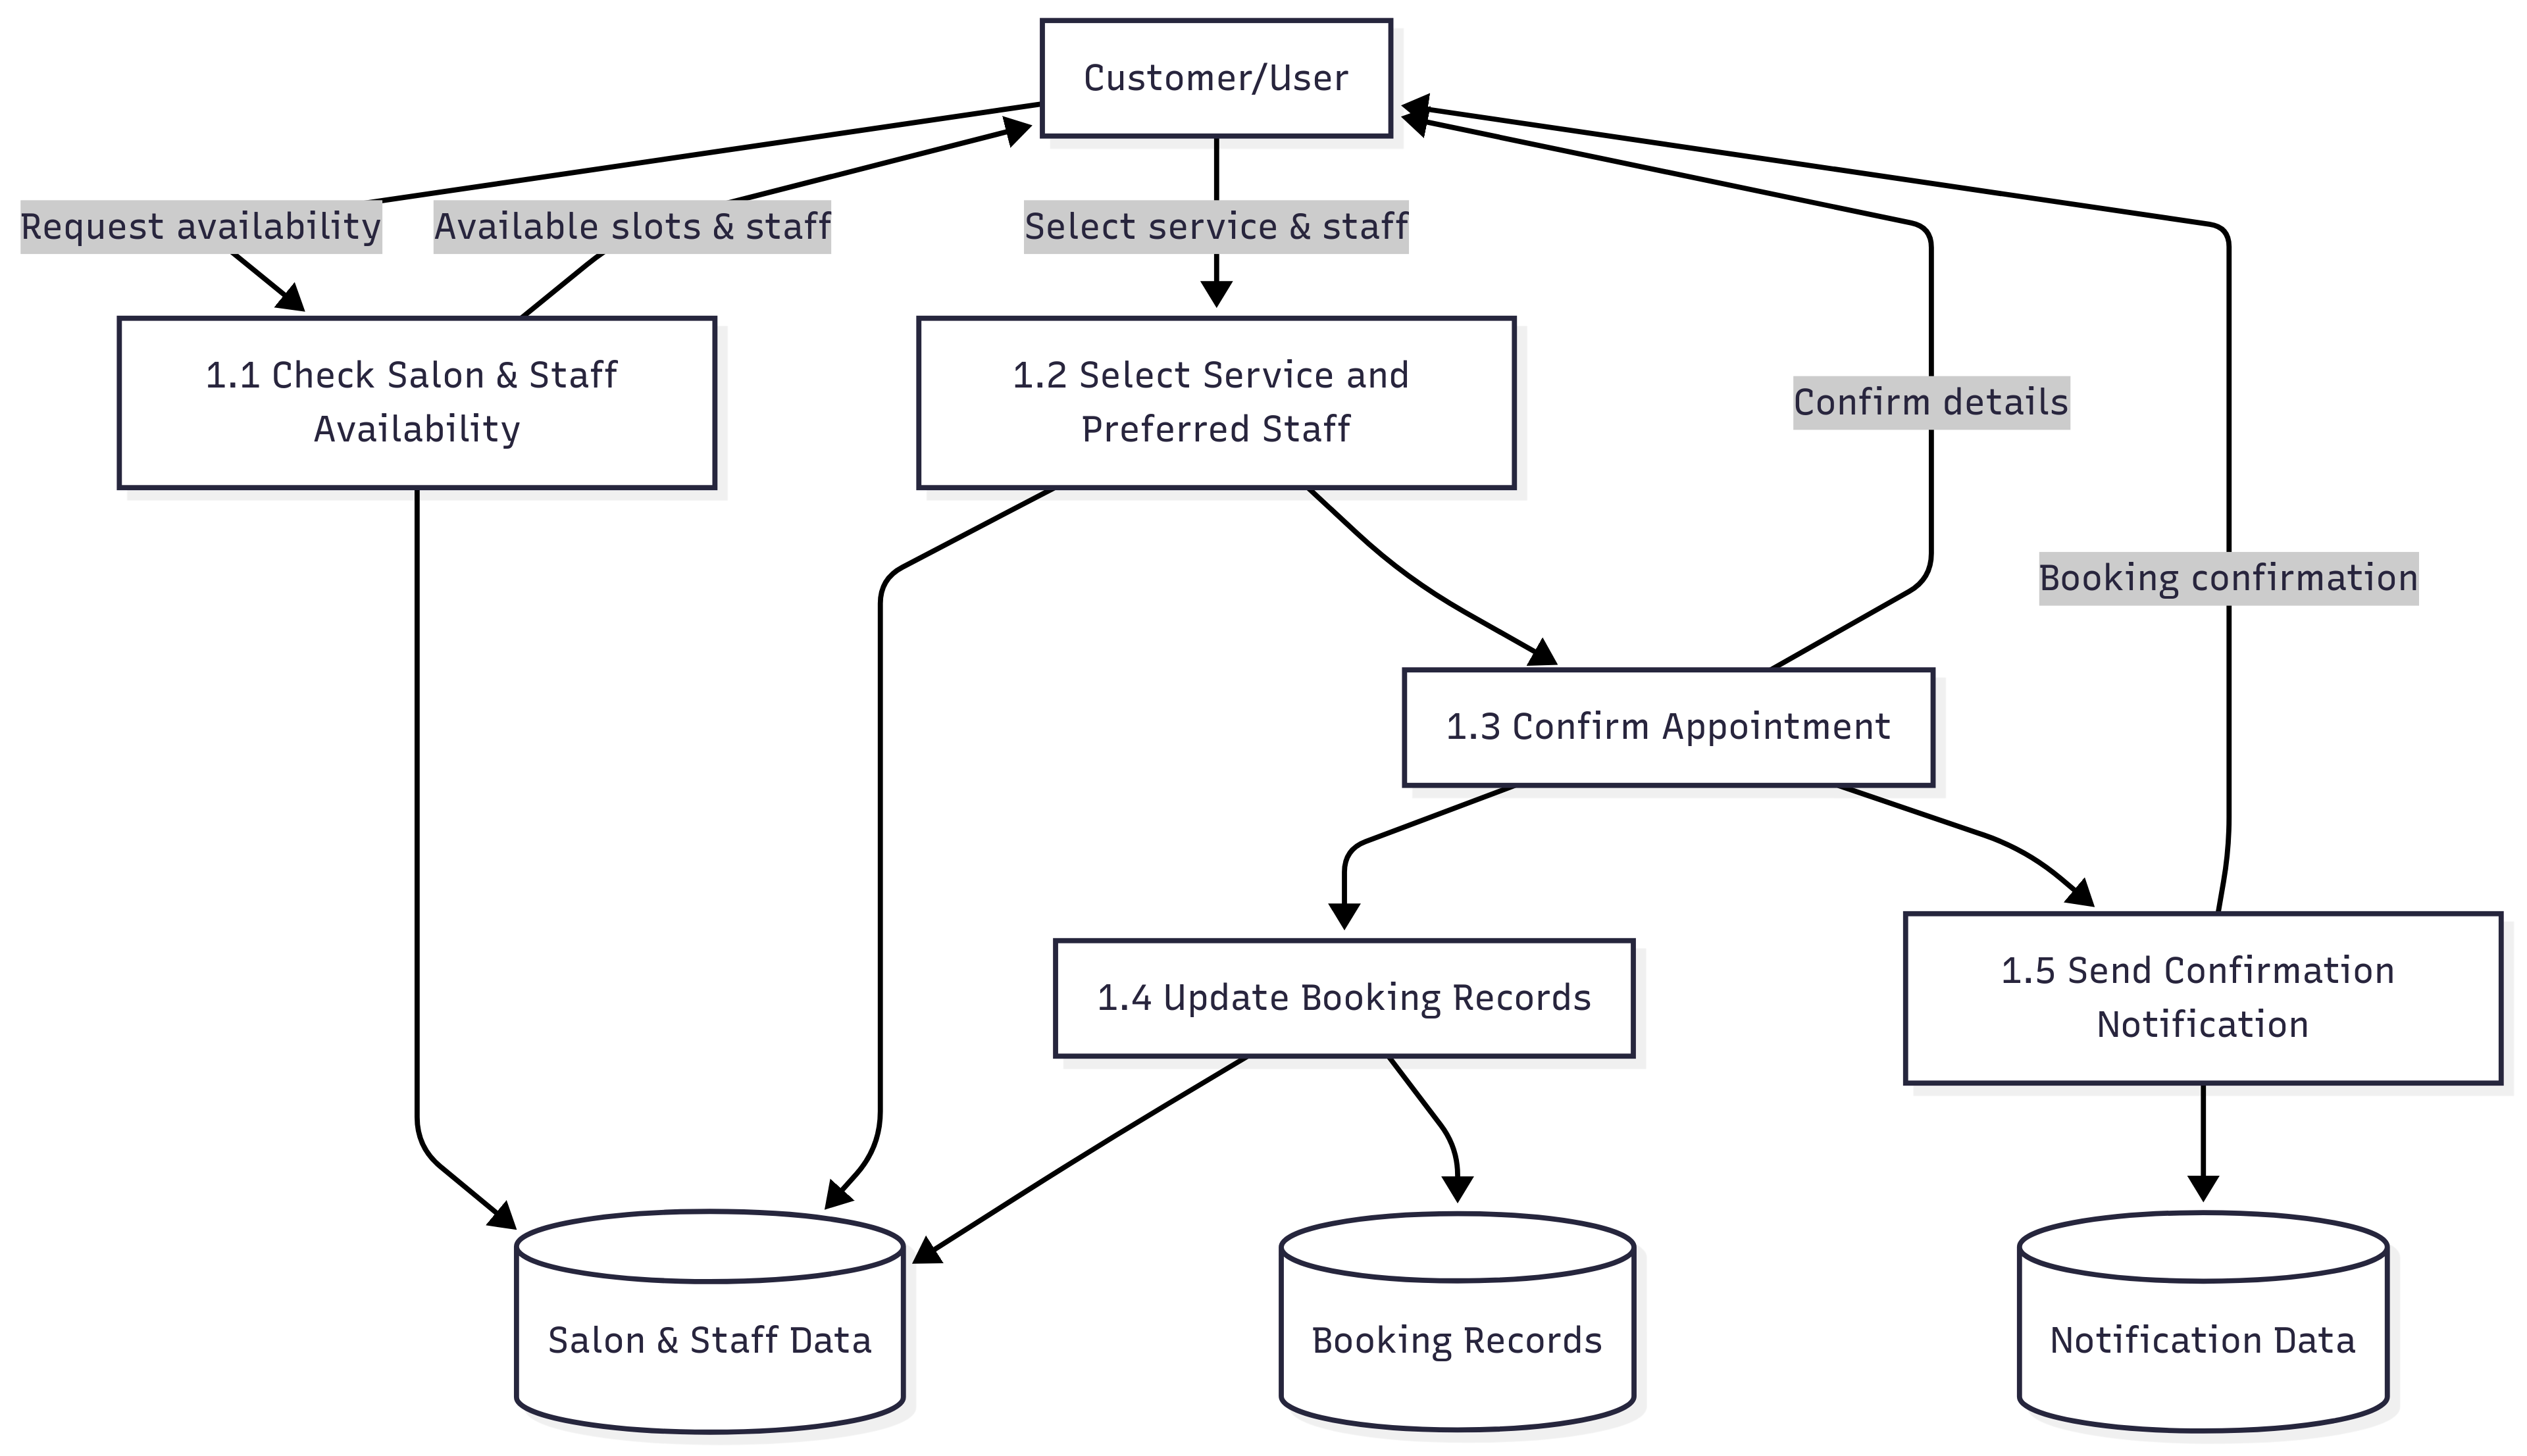 Customer/User
Request availability
Available slots & staff
Select service & staff
1.1 Check Salon & Staff
Availability
1.2 Select Service and
Preferred Staff
Confirm details
Booking confirmation
1.3 Confirm Appointment
1.4 Update Booking Records
1.5 Send Confirmation
Notification
Salon & Staff Data
Booking Records
Notification Data